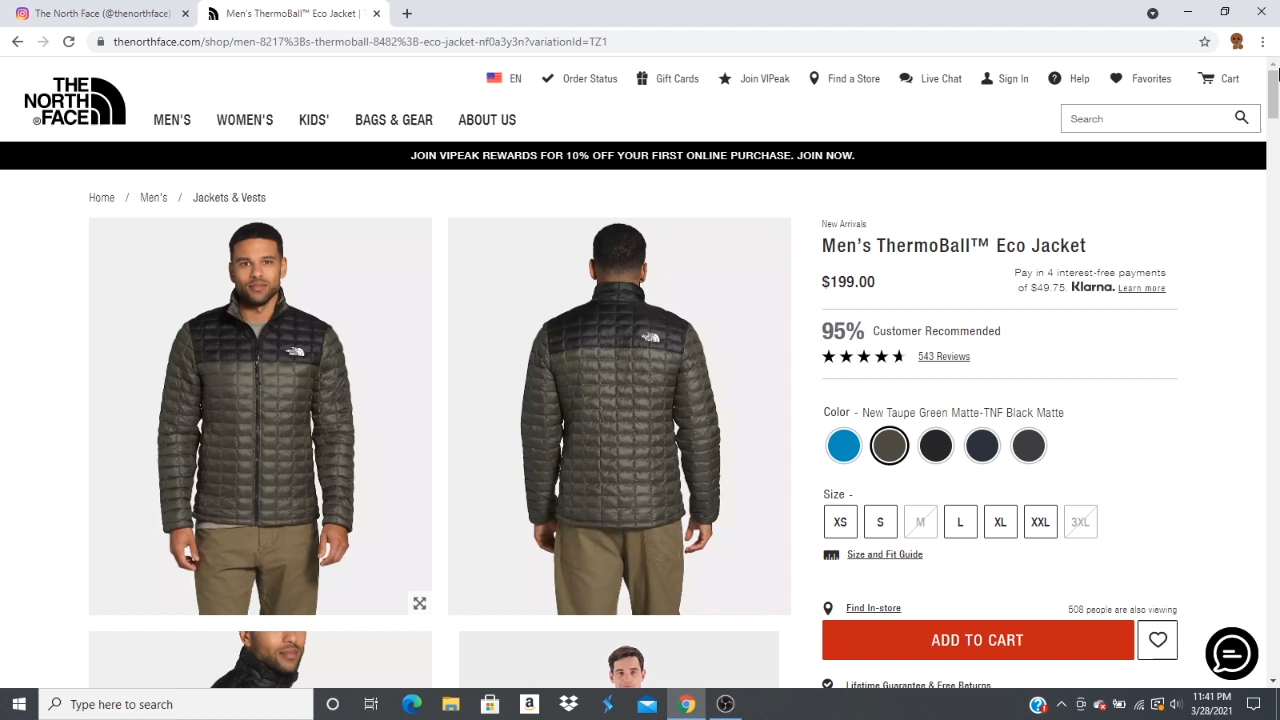 The North Face (@thenorthface)
Men's ThermoBall™ Eco Jacket |
thenorthface.com/shop/men-8217%3Bs-thermoball-8482%3B-eco-jacket-nf0a3y3n?variationId=TZ1
EN
Order Status
Gift Cards
Join VIPeak
Find a Store
Live Chat
Sign In
Help
Favorites
Cart
THE
NORTH
®FACE
MEN'S
WOMEN'S
KIDS'
BAGS & GEAR
ABOUT US
Search
JOIN VIPEAK REWARDS FOR 10% OFF YOUR FIRST ONLINE PURCHASE. JOIN NOW.
Home / Men's / Jackets & Vests
New Arrivals
Men's ThermoBall™ Eco Jacket
$199.00
Pay in 4 interest-free payments
of $49.75. Klarna. Learn more
95% Customer Recommended
543 Reviews
Color - New Taupe Green Matte-TNF Black Matte
Size -
XS S M L XL XXL 3XL
Size and Fit Guide
Find In-store
508 people are also viewing
ADD TO CART
Lifetime Guarantee & Free Returns
Type here to search
11:41 PM
3/28/2021